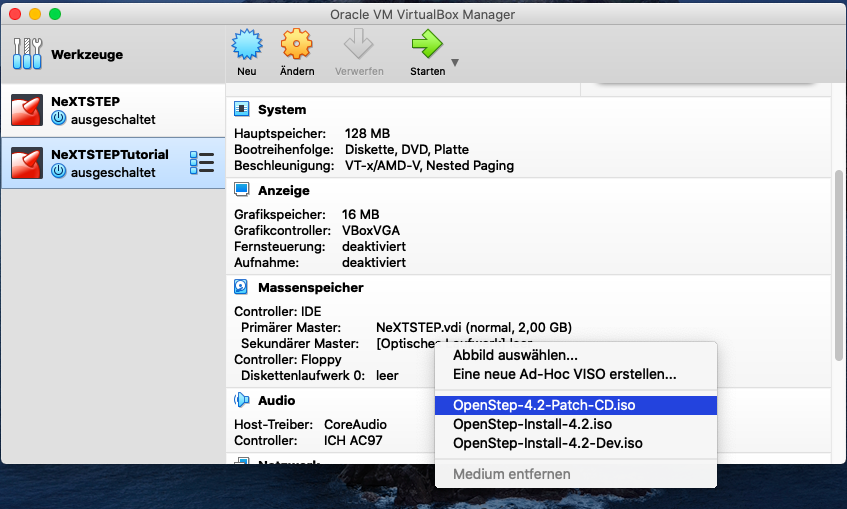 Oracle VM VirtualBox Manager
Werkzeuge
Neu Ändern Verwerfen Starten
NeXTSTEP
ausgeschaltet
NeXTSTEPTutorial
ausgeschaltet
System
Hauptspeicher: 128 MB
Bootreihenfolge: Diskette, DVD, Platte
Beschleunigung: VT-x/AMD-V, Nested Paging
Anzeige
Grafikspeicher: 16 MB
Grafikcontroller: VBoxVGA
Fernsteuerung: deaktiviert
Aufnahme: deaktiviert
Massenspeicher
Controller: IDE
Primärer Master: NeXTSTEP.vdi (normal, 2,00 GB)
Sekundärer Master: [Optisches Laufwerk] leer
Controller: Floppy
Diskettenlaufwerk 0: leer
Audio
Host-Treiber: CoreAudio
Controller: ICH AC97
Netzwerk
Abbild auswählen...
Eine neue Ad-Hoc VISO erstellen...
OpenStep-4.2-Patch-CD.iso
OpenStep-Install-4.2.iso
OpenStep-Install-4.2-Dev.iso
Medium entfernen